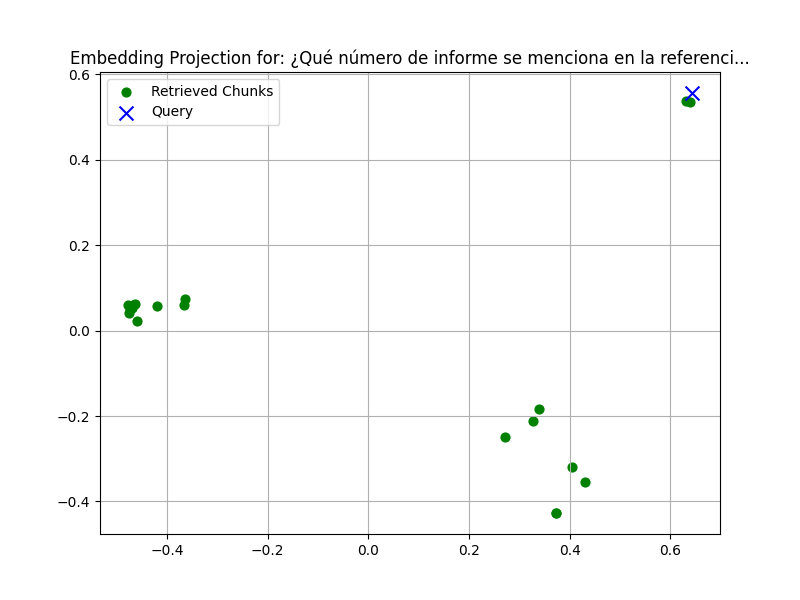 Embedding Projection for: ¿Qué número de informe se menciona en la referenci...
Retrieved Chunks
Query
0.6
0.4
0.2
0.0
−0.2
−0.4
−0.4 −0.2 0.0 0.2 0.4 0.6